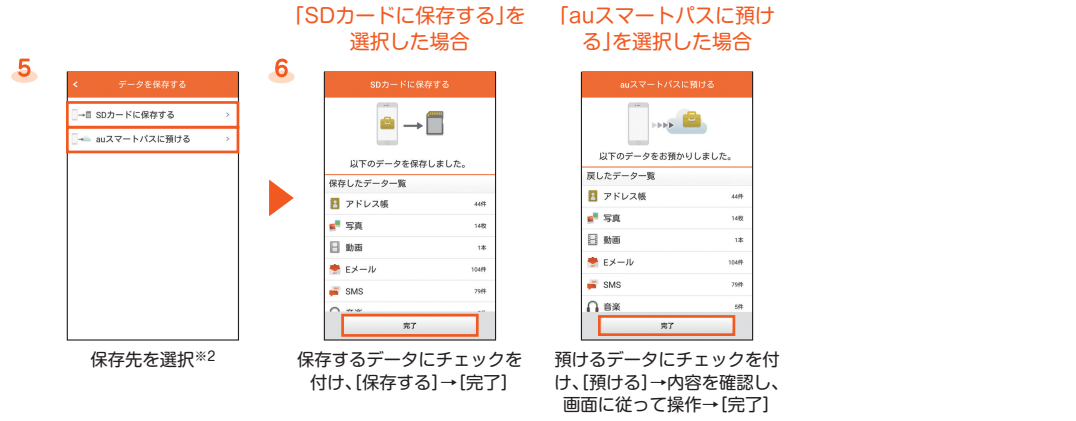 「SDカードに保存する」を
選択した場合
「auスマートパスに預け
る」を選択した場合
5
データを保存する
SDカードに保存する
auスマートパスに預ける
保存先を選択※2
6
SDカードに保存する
以下のデータを保存しました。
保存したデータ一覧
アドレス帳 44件
写真 14枚
動画 1本
Eメール 104件
SMS 79件
完了
保存するデータにチェックを
付け、[保存する]→[完了]
auスマートパスに預ける
以下のデータをお預かりしました。
戻したデータ一覧
アドレス帳 44件
写真 14枚
動画 1本
Eメール 104件
SMS 79件
音楽 5件
完了
預けるデータにチェックを付
け、[預ける]→内容を確認し、
画面に従って操作→[完了]